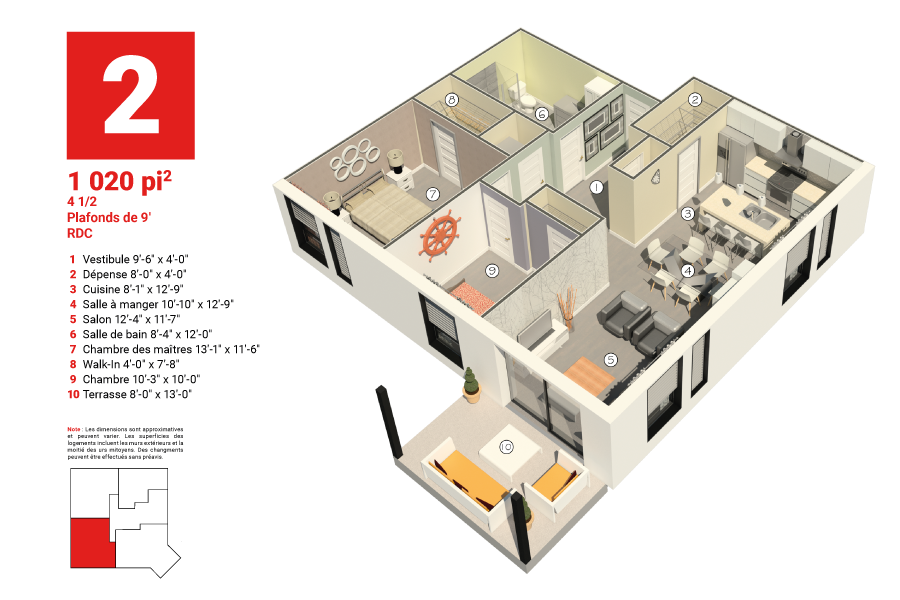 2
1 020 pi²
4 1/2
Plafonds de 9'
RDC
1 Vestibule 9'-6" x 4'-0"
2 Dépense 8'-0" x 4'-0"
3 Cuisine 8'-1" x 12'-9"
4 Salle à manger 10'-10" x 12'-9"
5 Salon 12'-4" x 11'-7"
6 Salle de bain 8'-4" x 12'-0"
7 Chambre des maîtres 13'-1" x 11'-6"
8 Walk-In 4'-0" x 7'-8"
9 Chambre 10'-3" x 10'-0"
10 Terrasse 8'-0" x 13'-0"
Note : Les dimensions sont approximatives
et peuvent varier. Les superficies des
logements incluent les murs extérieurs et la
moitié des urs mitoyens. Des changments
peuvent être effectués sans préavis.
8
2
6
7
1
3
9
4
5
10